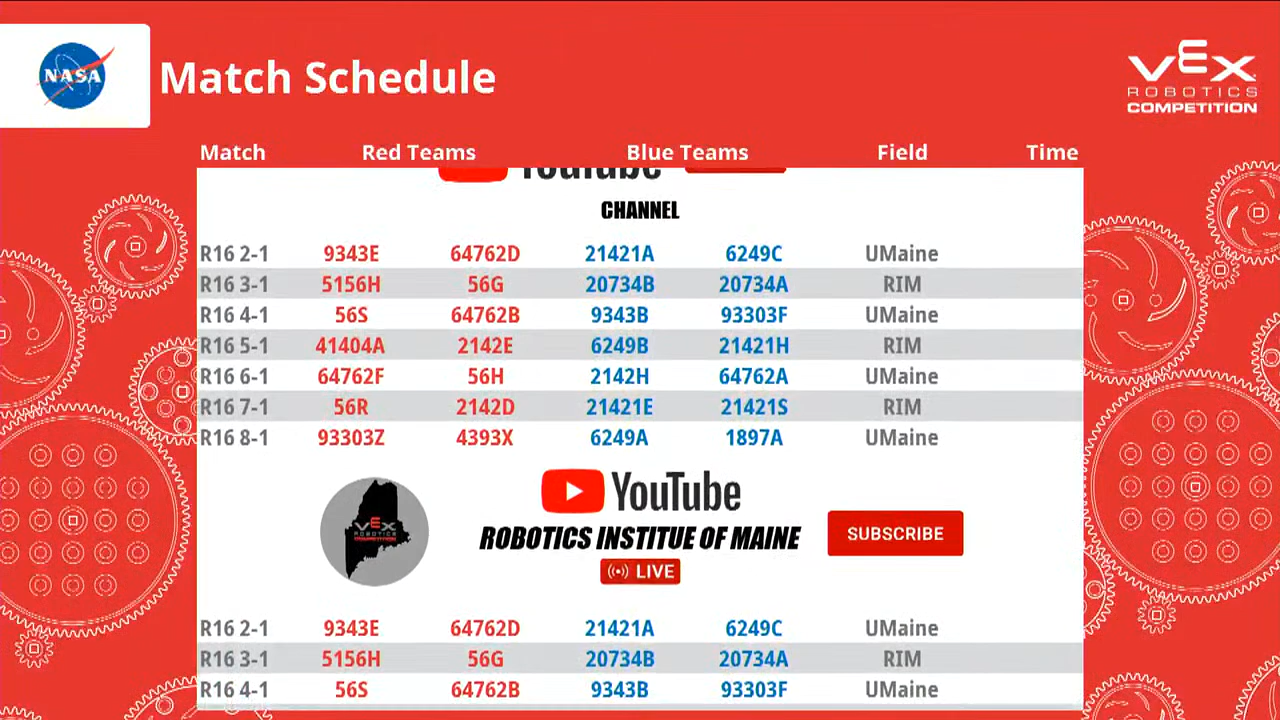 NASA
Match Schedule
VEX
ROBOTICS
COMPETITION
Match Red Teams Blue Teams Field Time
YouTube
CHANNEL
R16 2-1 9343E 64762D 21421A 6249C UMaine
R16 3-1 5156H 56G 20734B 20734A RIM
R16 4-1 56S 64762B 9343B 93303F UMaine
R16 5-1 41404A 2142E 6249B 21421H RIM
R16 6-1 64762F 56H 2142H 64762A UMaine
R16 7-1 56R 2142D 21421E 21421S RIM
R16 8-1 93303Z 4393X 6249A 1897A UMaine
YouTube
VEX
ROBOTICS
COMPETITION
ROBOTICS INSTITUE OF MAINE
SUBSCRIBE
LIVE
R16 2-1 9343E 64762D 21421A 6249C UMaine
R16 3-1 5156H 56G 20734B 20734A RIM
R16 4-1 56S 64762B 9343B 93303F UMaine